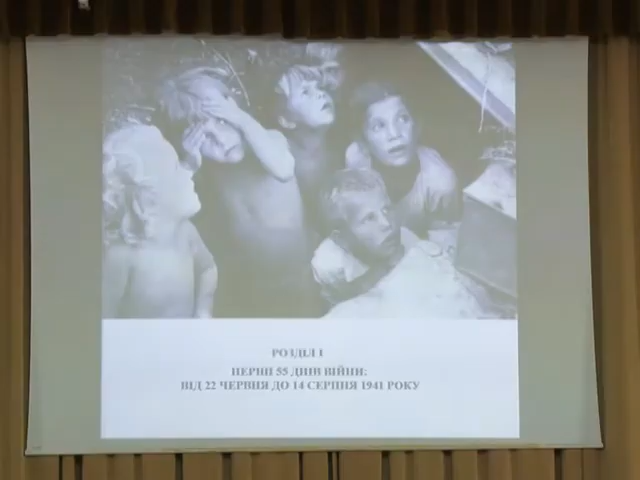 РОЗДІЛ І
ПЕРШІ 55 ДНІВ ВІЙНИ:
ВІД 22 ЧЕРВНЯ ДО 14 СЕРПНЯ 1941 РОКУ